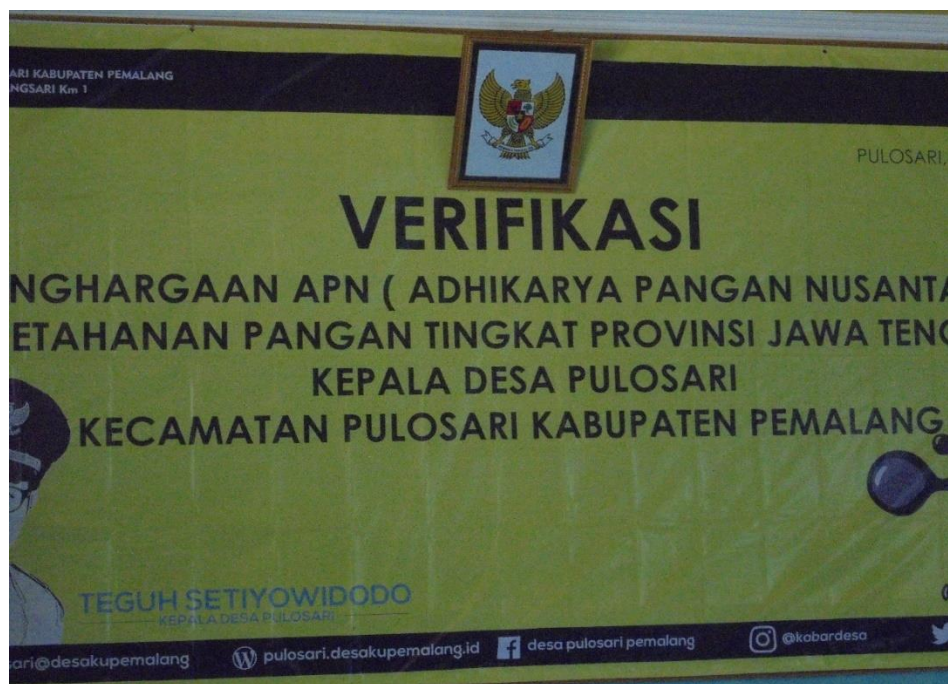 ARI KABUPATEN PEMALANG
NGSARI Km 1
PULOSARI,
VERIFIKASI
NGHARGAAN APN ( ADHIKARYA PANGAN NUSANTA
ETAHANAN PANGAN TINGKAT PROVINSI JAWA TENG
KEPALA DESA PULOSARI
KECAMATAN PULOSARI KABUPATEN PEMALANG
TEGUH SETIYOWIDODO
KEPALA DESA PULOSARI
sari@desakupemalang pulosari.desakupemalang.id desa pulosari pemalang @kabardesa